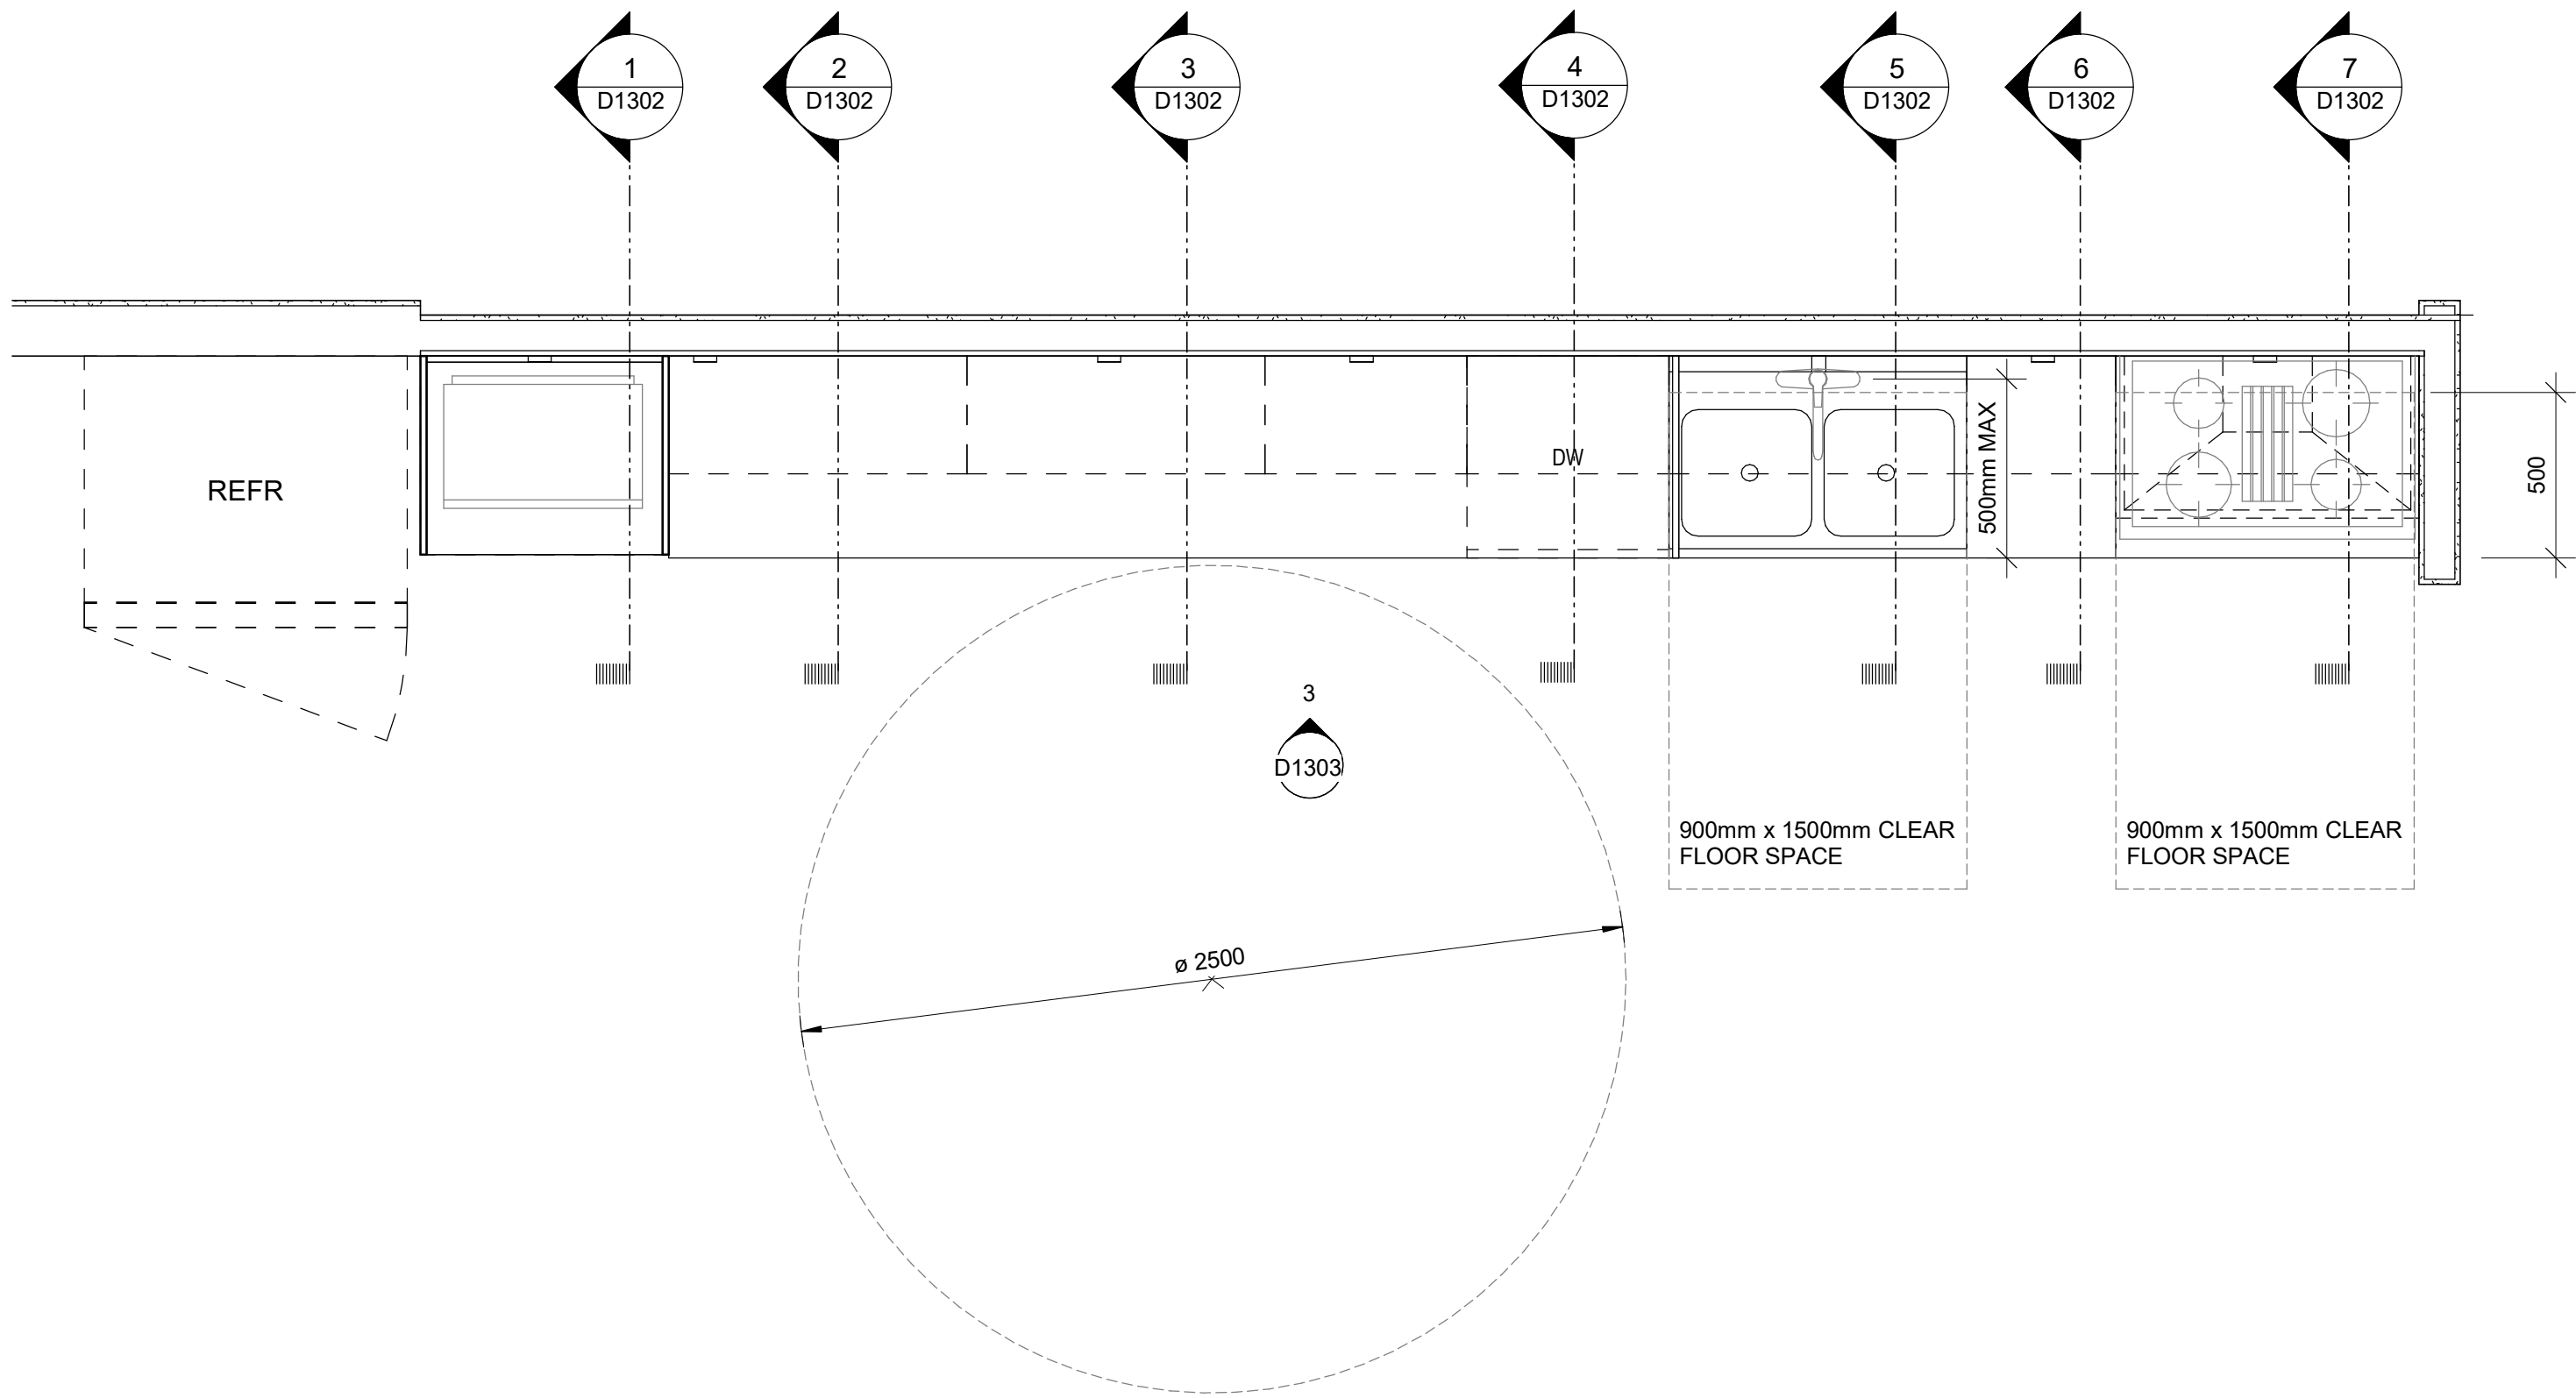 1
D1302
2
D1302
3
D1302
4
D1302
5
D1302
6
D1302
7
D1302
REFR
DW
500mm MAX
500
3
D1303
900mm x 1500mm CLEAR
FLOOR SPACE
900mm x 1500mm CLEAR
FLOOR SPACE
ø 2500